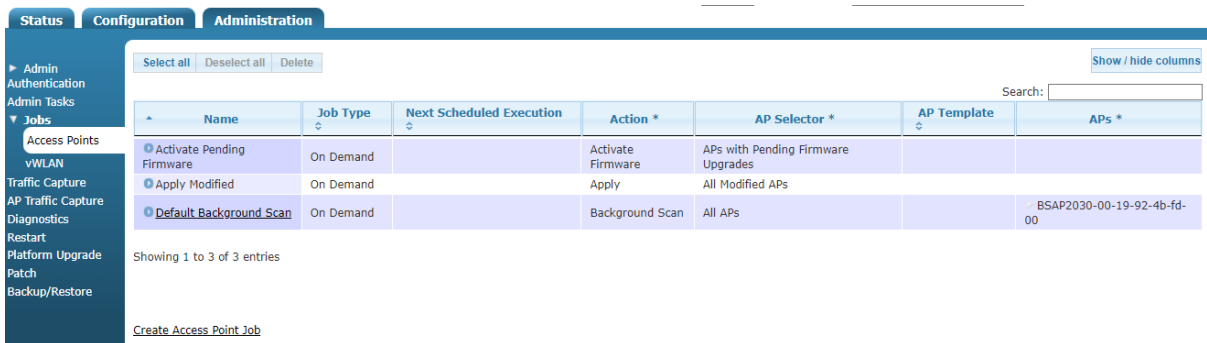 Status Configuration Administration
Select all Deselect all Delete Show / hide columns
Admin
Authentication
Admin Tasks
Jobs
Access Points
vWLAN
Traffic Capture
AP Traffic Capture
Diagnostics
Restart
Platform Upgrade
Patch
Backup/Restore
Search:
Name Job Type Next Scheduled Execution Action * AP Selector * AP Template APs *
Activate Pending Firmware On Demand Activate Firmware APs with Pending Firmware Upgrades
Apply Modified On Demand Apply All Modified APs
Default Background Scan On Demand Background Scan All APs BSAP2030-00-19-92-4b-fd-00
Showing 1 to 3 of 3 entries
Create Access Point Job